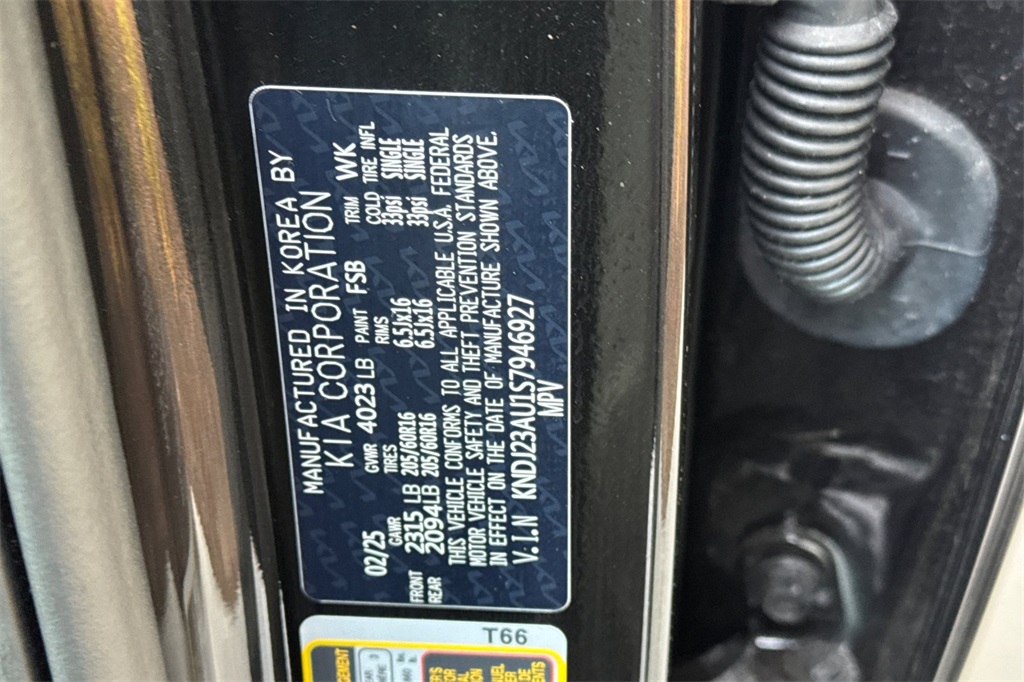 MANUFACTURED IN KOREA BY
KIA CORPORATION
02/25 GVWR 4023 LB PAINT FSB TRIM WK
GAWR TIRES RIMS COLD TIRE INFL
FRONT 2315 LB 205/60R16 6.5Jx16 33psi SINGLE
REAR 2094LB 205/60R16 6.5Jx16 33psi SINGLE
THIS VEHICLE CONFORMS TO ALL APPLICABLE U.S.A. FEDERAL
MOTOR VEHICLE SAFETY AND THEFT PREVENTION STANDARDS
IN EFFECT ON THE DATE OF MANUFACTURE SHOWN ABOVE.
V.I.N KNDJ23AU1S7946927
MPV
T66